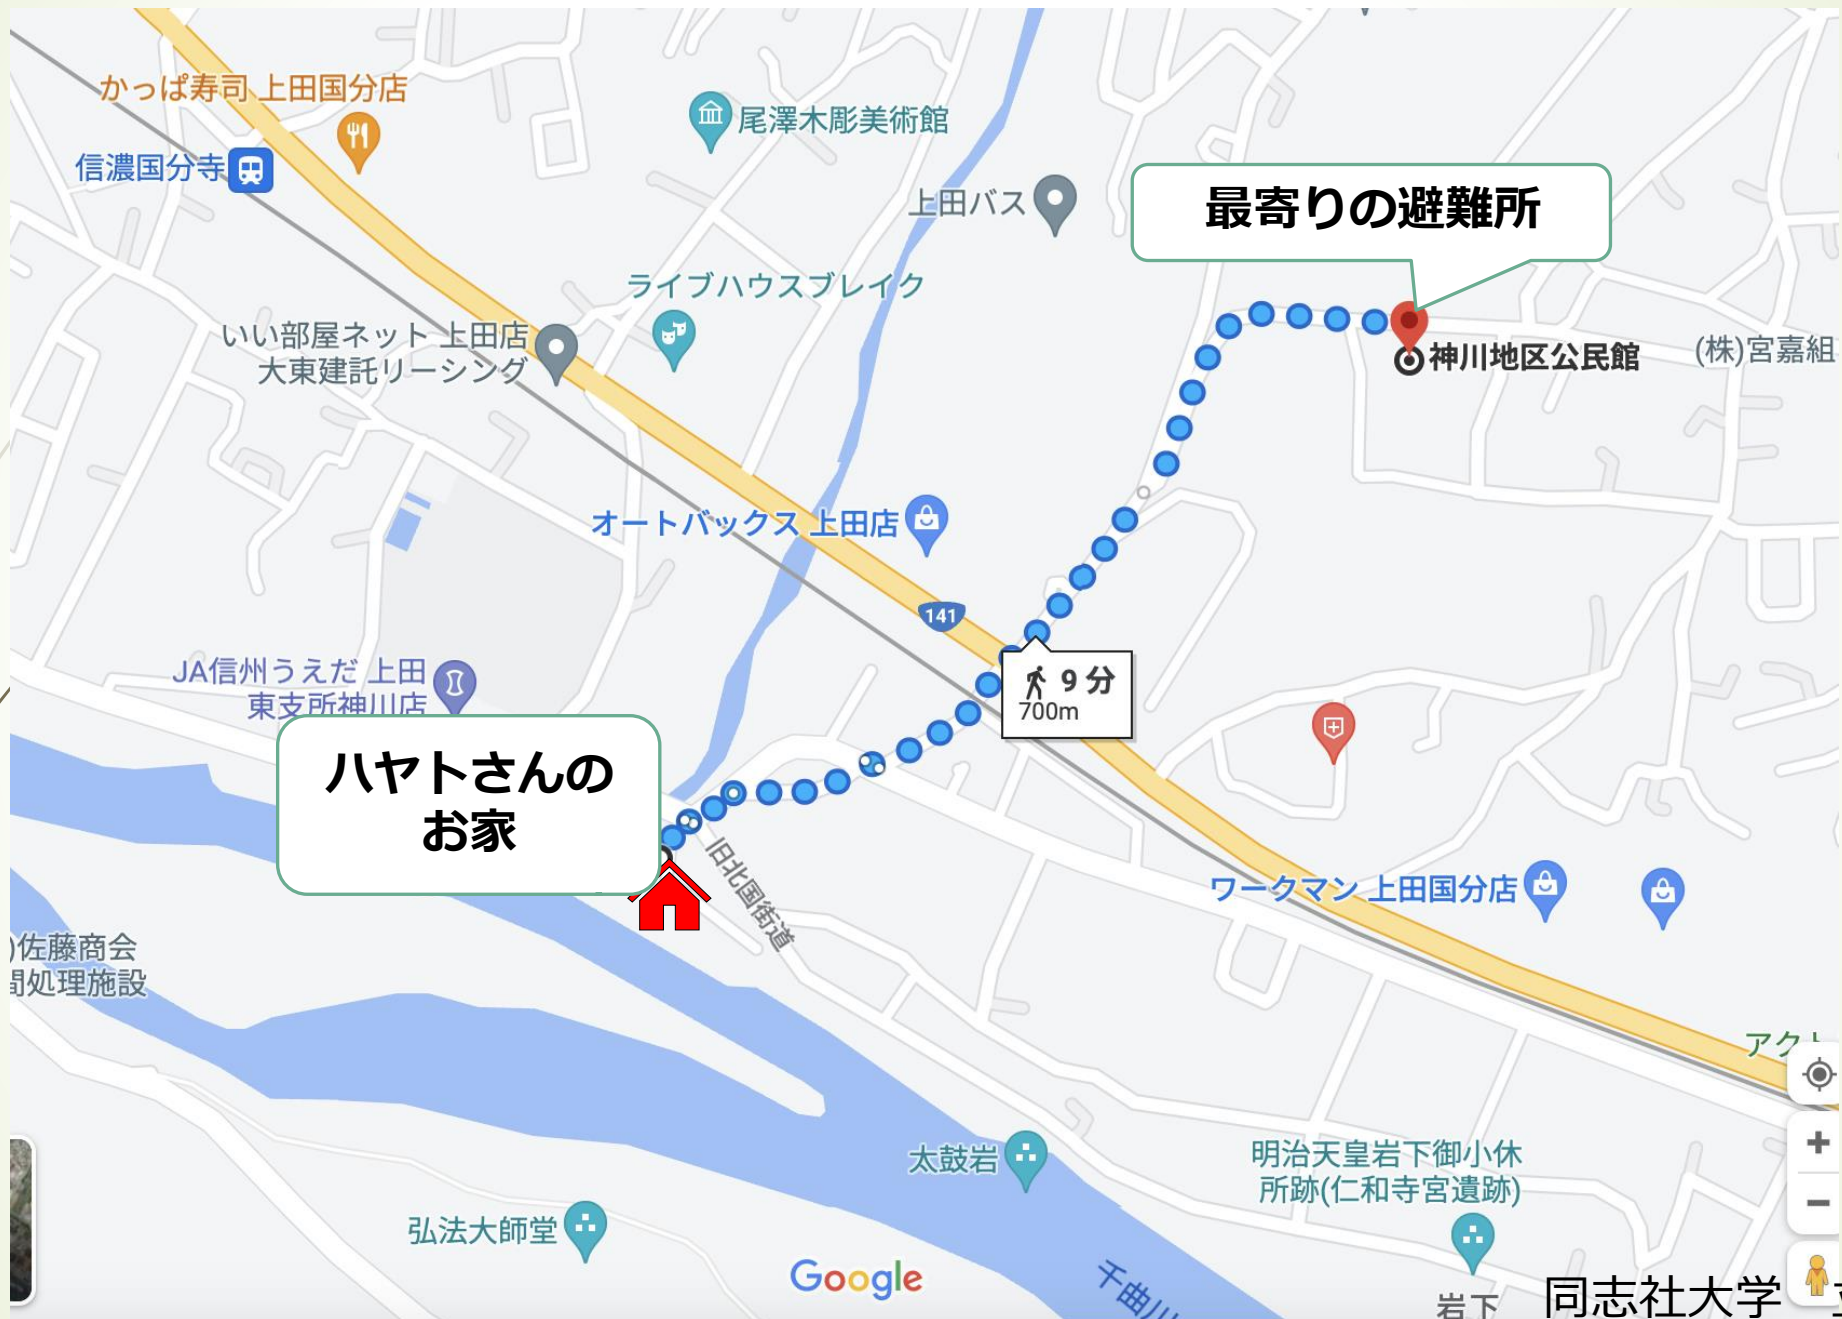 かっぱ寿司 上田国分店
信濃国分寺
尾澤木彫美術館
上田バス
最寄りの避難所
ライブハウスブレイク
いい部屋ネット 上田店
大東建託リーシング
神川地区公民館
(株)宮嘉組
オートバックス 上田店
141
JA信州うえだ 上田
東支所神川店
9 分
700m
ハヤトさんの
お家
旧北国街道
ワークマン 上田国分店
)佐藤商会
処理施設
アクト
太鼓岩
明治天皇岩下御小休
所跡(仁和寺宮遺跡)
弘法大師堂
Google
千曲川
岩下
同志社大学